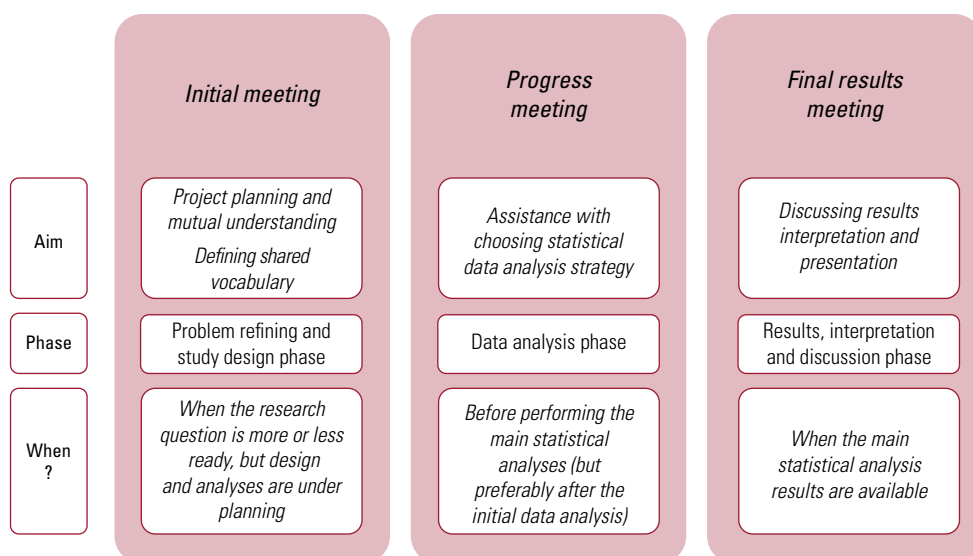 Initial meeting
Progress
meeting
Final results
meeting
Aim
Project planning and
mutual understanding
Defining shared
vocabulary
Assistance with
choosing statistical
data analysis strategy
Discussing results
interpretation and
presentation
Phase
Problem refining and
study design phase
Data analysis phase
Results, interpretation
and discussion phase
When
?
When the research
question is more or less
ready, but design
and analyses are under
planning
Before performing the
main statistical
analyses (but
preferably after the
initial data analysis)
When the main
statistical analysis
results are available